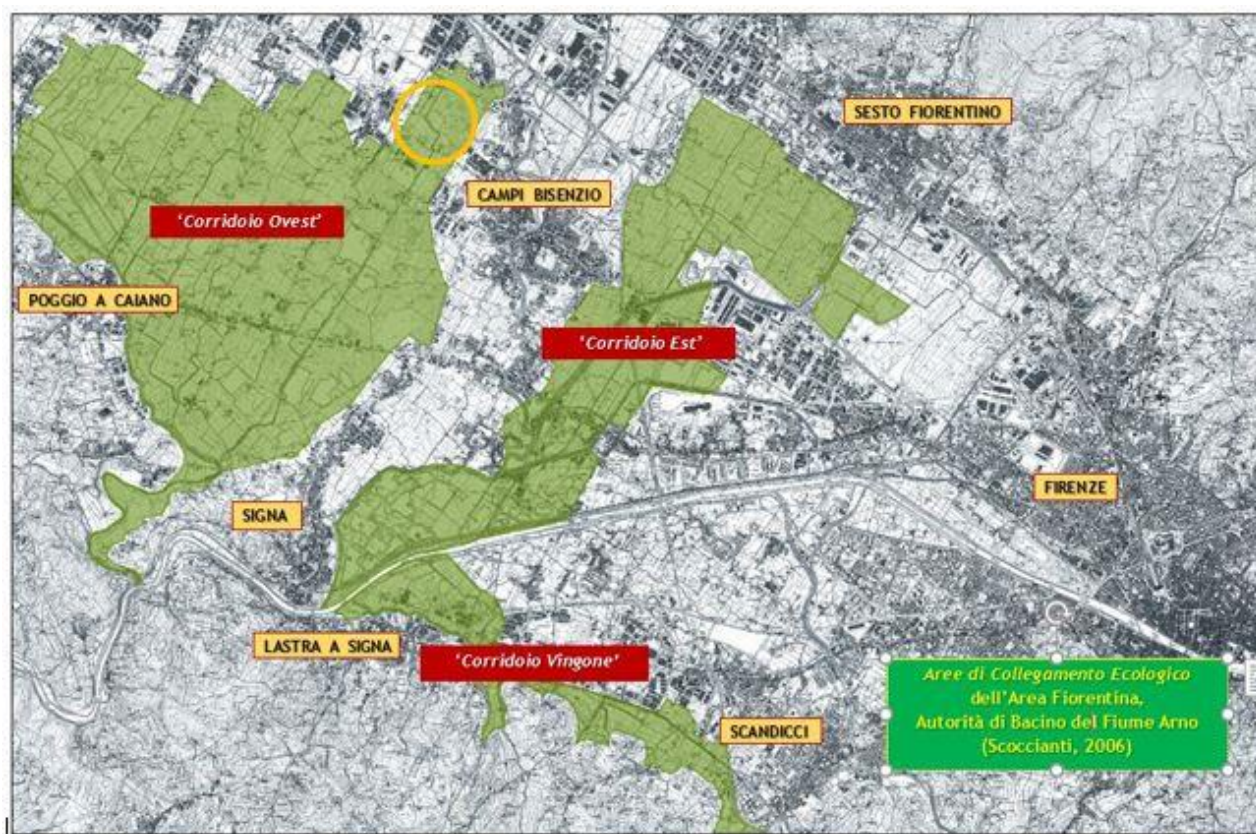 SESTO FIORENTINO
CAMPI BISENZIO
‘Corridoio Ovest’
POGGIO A CAIANO
‘Corridoio Est’
FIRENZE
SIGNA
LASTRA A SIGNA
‘Corridoio Vingone’
SCANDICCI
Aree di Collegamento Ecologico
dell’Area Fiorentina,
Autorità di Bacino del Fiume Arno
(Scoccianti, 2006)